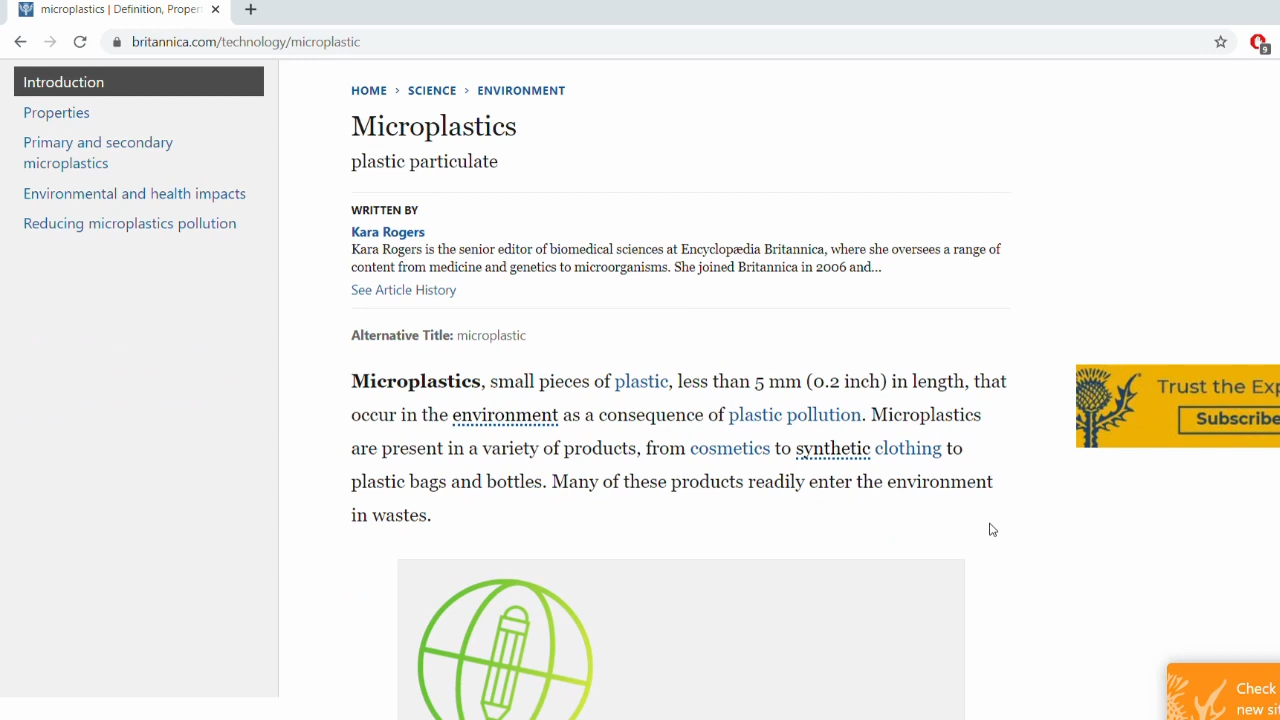 microplastics | Definition, Proper
britannica.com/technology/microplastic
9
Introduction
Properties
Primary and secondary
microplastics
Environmental and health impacts
Reducing microplastics pollution
HOME > SCIENCE > ENVIRONMENT
Microplastics
plastic particulate
WRITTEN BY
Kara Rogers
Kara Rogers is the senior editor of biomedical sciences at Encyclopædia Britannica, where she oversees a range of
content from medicine and genetics to microorganisms. She joined Britannica in 2006 and...
See Article History
Alternative Title: microplastic
Microplastics, small pieces of plastic, less than 5 mm (0.2 inch) in length, that
occur in the environment as a consequence of plastic pollution. Microplastics
are present in a variety of products, from cosmetics to synthetic clothing to
plastic bags and bottles. Many of these products readily enter the environment
in wastes.
Trust the Exp
Subscribe
Check
new sit